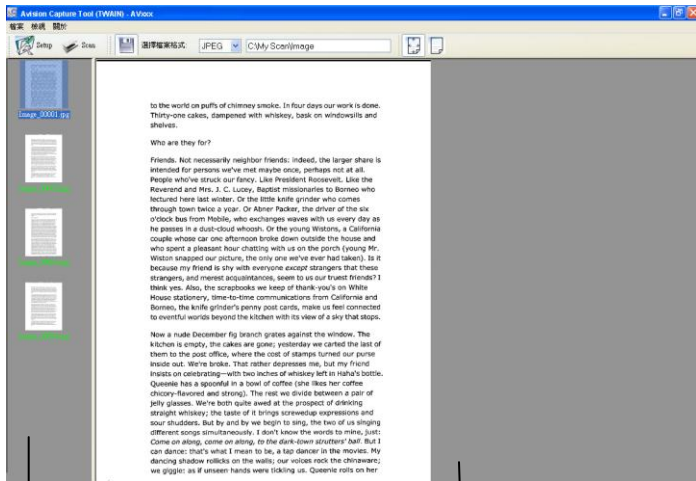 Avision Capture Tool (TWAIN) - AVxxx
檔案 檢視 關於
Setup Scan 選擇檔案格式: JPEG C:\My Scan\Image
Image_00001.jpg
to the world on puffs of chimney smoke. In four days our work is done.
Thirty-one cakes, dampened with whiskey, bask on windowsills and
shelves.
Who are they for?
Friends. Not necessarily neighbor friends: indeed, the larger share is
intended for persons we've met maybe once, perhaps not at all.
People who've struck our fancy. Like President Roosevelt. Like the
Reverend and Mrs. J. C. Lucey, Baptist missionaries to Borneo who
lectured here last winter. Or the little knife grinder who comes
through town twice a year. Or Abner Packer, the driver of the six
o'clock bus from Mobile, who exchanges waves with us every day as
he passes in a dust-cloud whoosh. Or the young Wistons, a California
couple whose car one afternoon broke down outside the house and
who spent a pleasant hour chatting with us on the porch (young Mr.
Wiston snapped our picture, the only one we've ever had taken). Is it
because my friend is shy with everyone except strangers that these
strangers, and merest acquaintances, seem to us our truest friends? I
think yes. Also, the scrapbooks we keep of thank-you's on White
House stationery, time-to-time communications from California and
Borneo, the knife grinder's penny post cards, make us feel connected
to eventful worlds beyond the kitchen with its view of a sky that stops.
Now a nude December fig branch grates against the window. The
kitchen is empty, the cakes are gone; yesterday we carted the last of
them to the post office, where the cost of stamps turned our purse
inside out. We're broke. That rather depresses me, but my friend
insists on celebrating—with two inches of whiskey left in Haha's bottle.
Queenie has a spoonful in a bowl of coffee (she likes her coffee
chicory-flavored and strong). The rest we divide between a pair of
jelly glasses. We're both quite awed at the prospect of drinking
straight whiskey; the taste of it brings screwedup expressions and
sour shudders. But by and by we begin to sing, the two of us singing
different songs simultaneously. I don't know the words to mine, just:
Come on along, come on along, to the dark-town strutters' ball. But I
can dance: that's what I mean to be, a tap dancer in the movies. My
dancing shadow rollicks on the walls; our voices rock the chinaware;
we giggle: as if unseen hands were tickling us. Queenie rolls on her